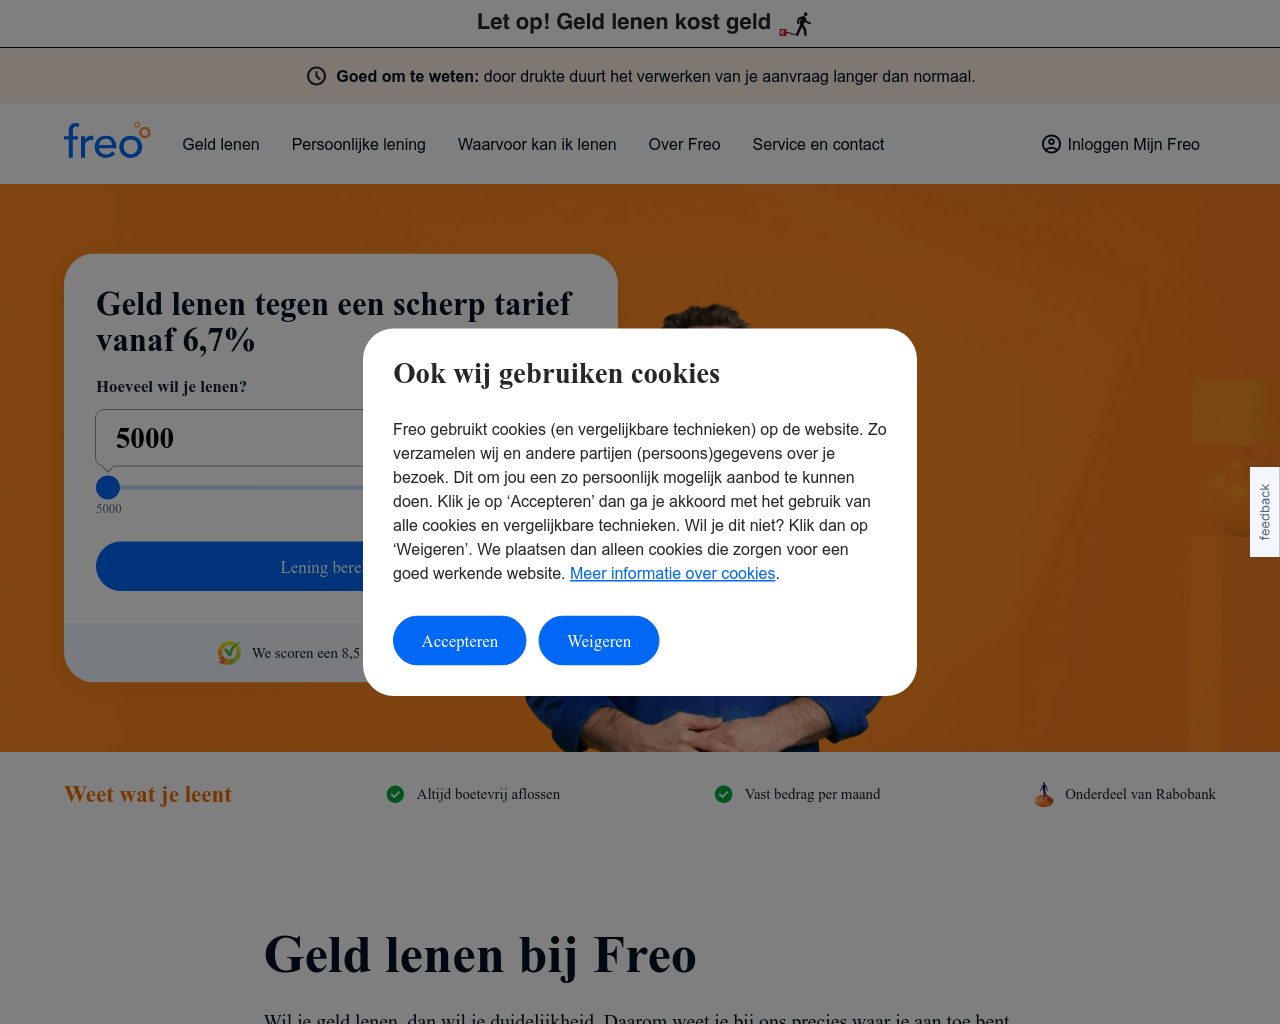 Let op! Geld lenen kost geld
Goed om te weten: door drukte duurt het verwerken van je aanvraag langer dan normaal.
freo
Geld lenen
Persoonlijke lening
Waarvoor kan ik lenen
Over Freo
Service en contact
Inloggen Mijn Freo
Geld lenen tegen een scherp tarief
vanaf 6,7%
Hoeveel wil je lenen?
5000
5000
Lening
We scoren een 8,5
Ook wij gebruiken cookies
Freo gebruikt cookies (en vergelijkbare technieken) op de website. Zo
verzamelen wij en andere partijen (persoons)gegevens over je
bezoek. Dit om jou een zo persoonlijk mogelijk aanbod te kunnen
doen. Klik je op ‘Accepteren’ dan ga je akkoord met het gebruik van
alle cookies en vergelijkbare technieken. Wil je dit niet? Klik dan op
‘Weigeren’. We plaatsen dan alleen cookies die zorgen voor een
goed werkende website. Meer informatie over cookies.
Accepteren
Weigeren
feedback
Weet wat je leent
Altijd boetevrij aflossen
Vast bedrag per maand
Onderdeel van Rabobank
Geld lenen bij Freo
Wil je geld lenen, dan wil je duidelijkheid. Daarom weet je bij ons precies waar je aan toe bent.